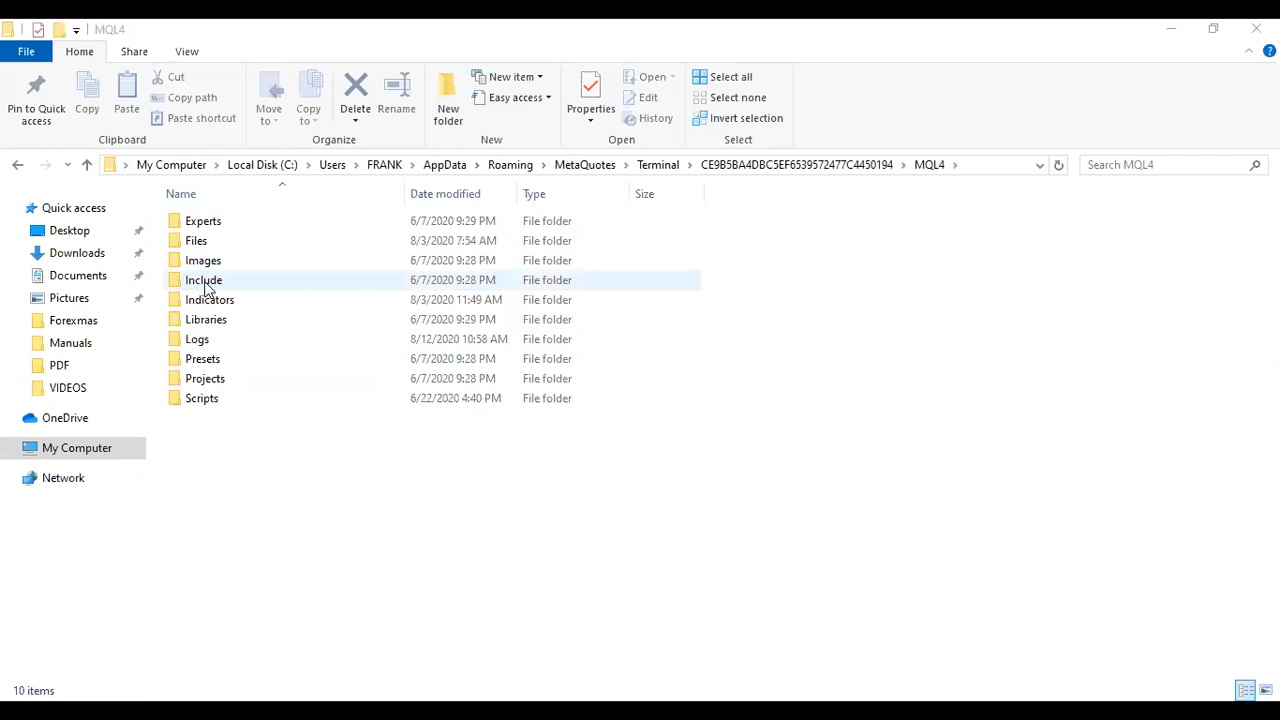 MQL4
File Home Share View
Pin to Quick access
Copy
Paste
Cut
Copy path
Paste shortcut
Clipboard
Move to
Copy to
Delete
Rename
Organize
New folder
New item
Easy access
New
Properties
Open
Edit
History
Open
Select all
Select none
Invert selection
Select
My Computer Local Disk (C:) Users FRANK AppData Roaming MetaQuotes Terminal CE9B5BA4DBC5EF6539572477C4450194 MQL4
Search MQL4
Quick access
Desktop
Downloads
Documents
Pictures
Forexmas
Manuals
PDF
VIDEOS
OneDrive
My Computer
Network
Name Date modified Type Size
Experts 6/7/2020 9:29 PM File folder
Files 8/3/2020 7:54 AM File folder
Images 6/7/2020 9:28 PM File folder
Include 6/7/2020 9:28 PM File folder
Indicators 8/3/2020 11:49 AM File folder
Libraries 6/7/2020 9:29 PM File folder
Logs 8/12/2020 10:58 AM File folder
Presets 6/7/2020 9:28 PM File folder
Projects 6/7/2020 9:28 PM File folder
Scripts 6/22/2020 4:40 PM File folder
10 items